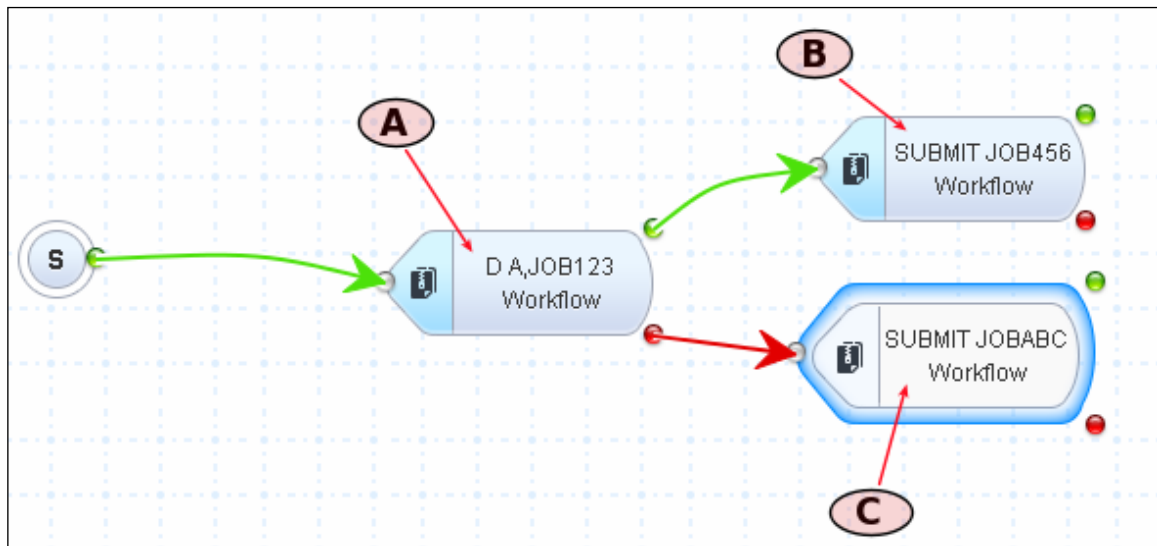 B
A
SUBMIT JOB456
Workflow
S
D A,JOB123
Workflow
SUBMIT JOBABC
Workflow
C